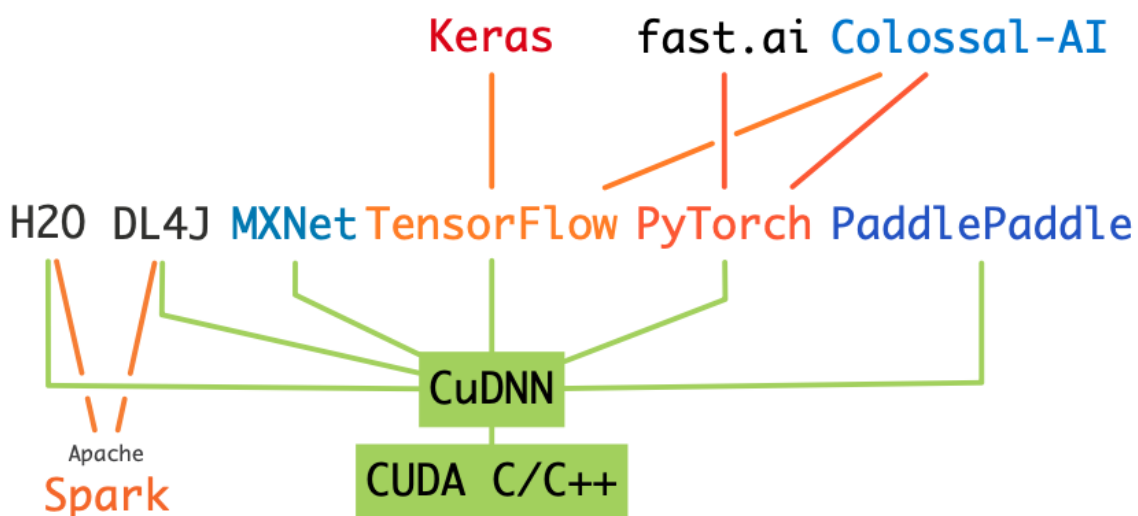 Keras fast.ai Colossal-AI
H2O DL4J MXNet TensorFlow PyTorch PaddlePaddle
CuDNN
Apache
Spark
CUDA C/C++